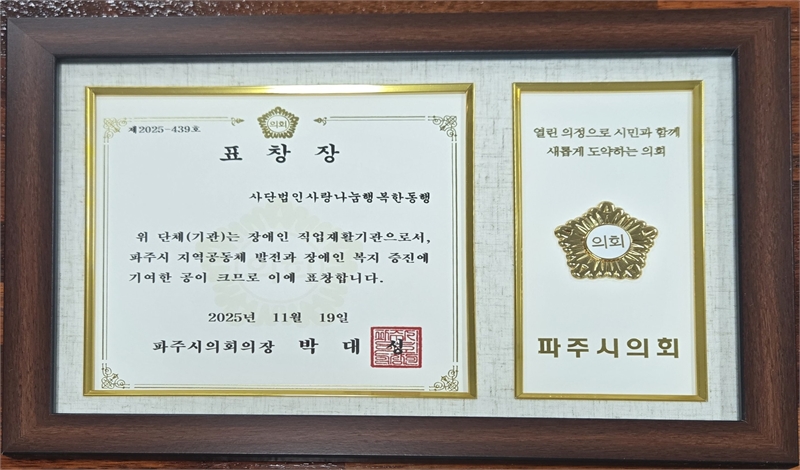 제2025-439호
의회
표 창 장
사단법인사랑나눔행복한동행
위 단체(기관)는 장애인 직업재활기관으로서,
파주시 지역공동체 발전과 장애인 복지 증진에
기여한 공이 크므로 이에 표창합니다.
2025년 11월 19일
파주시의회의장 박 대 성
열린 의정으로 시민과 함께
새롭게 도약하는 의회
의회
파주시의회